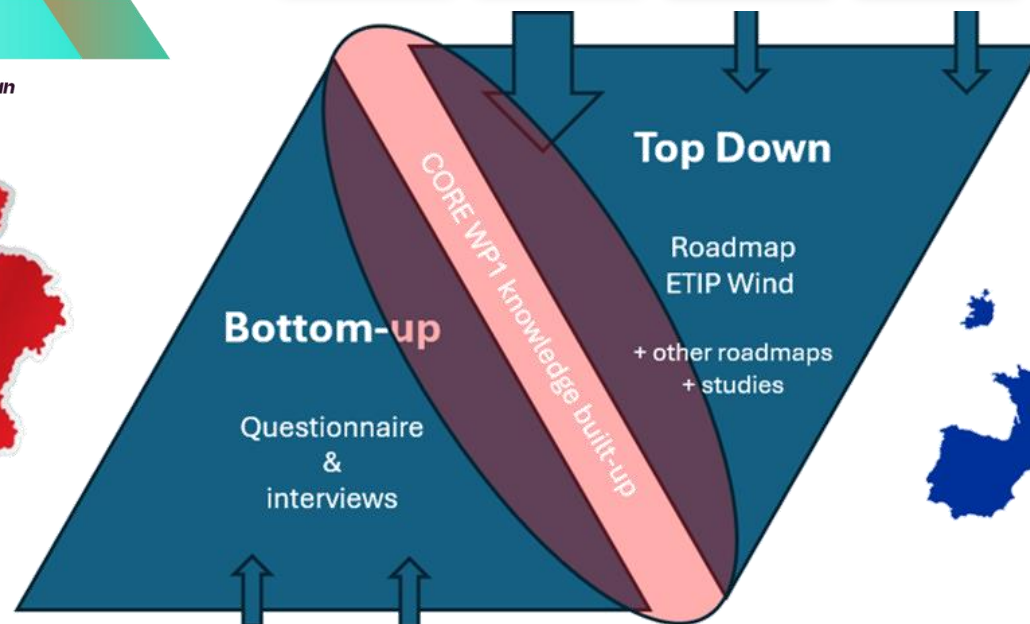 Top Down
Roadmap
ETIP Wind
+ other roadmaps
+ studies
CORE WP1 knowledge built-up
Bottom-up
Questionnaire
&
interviews